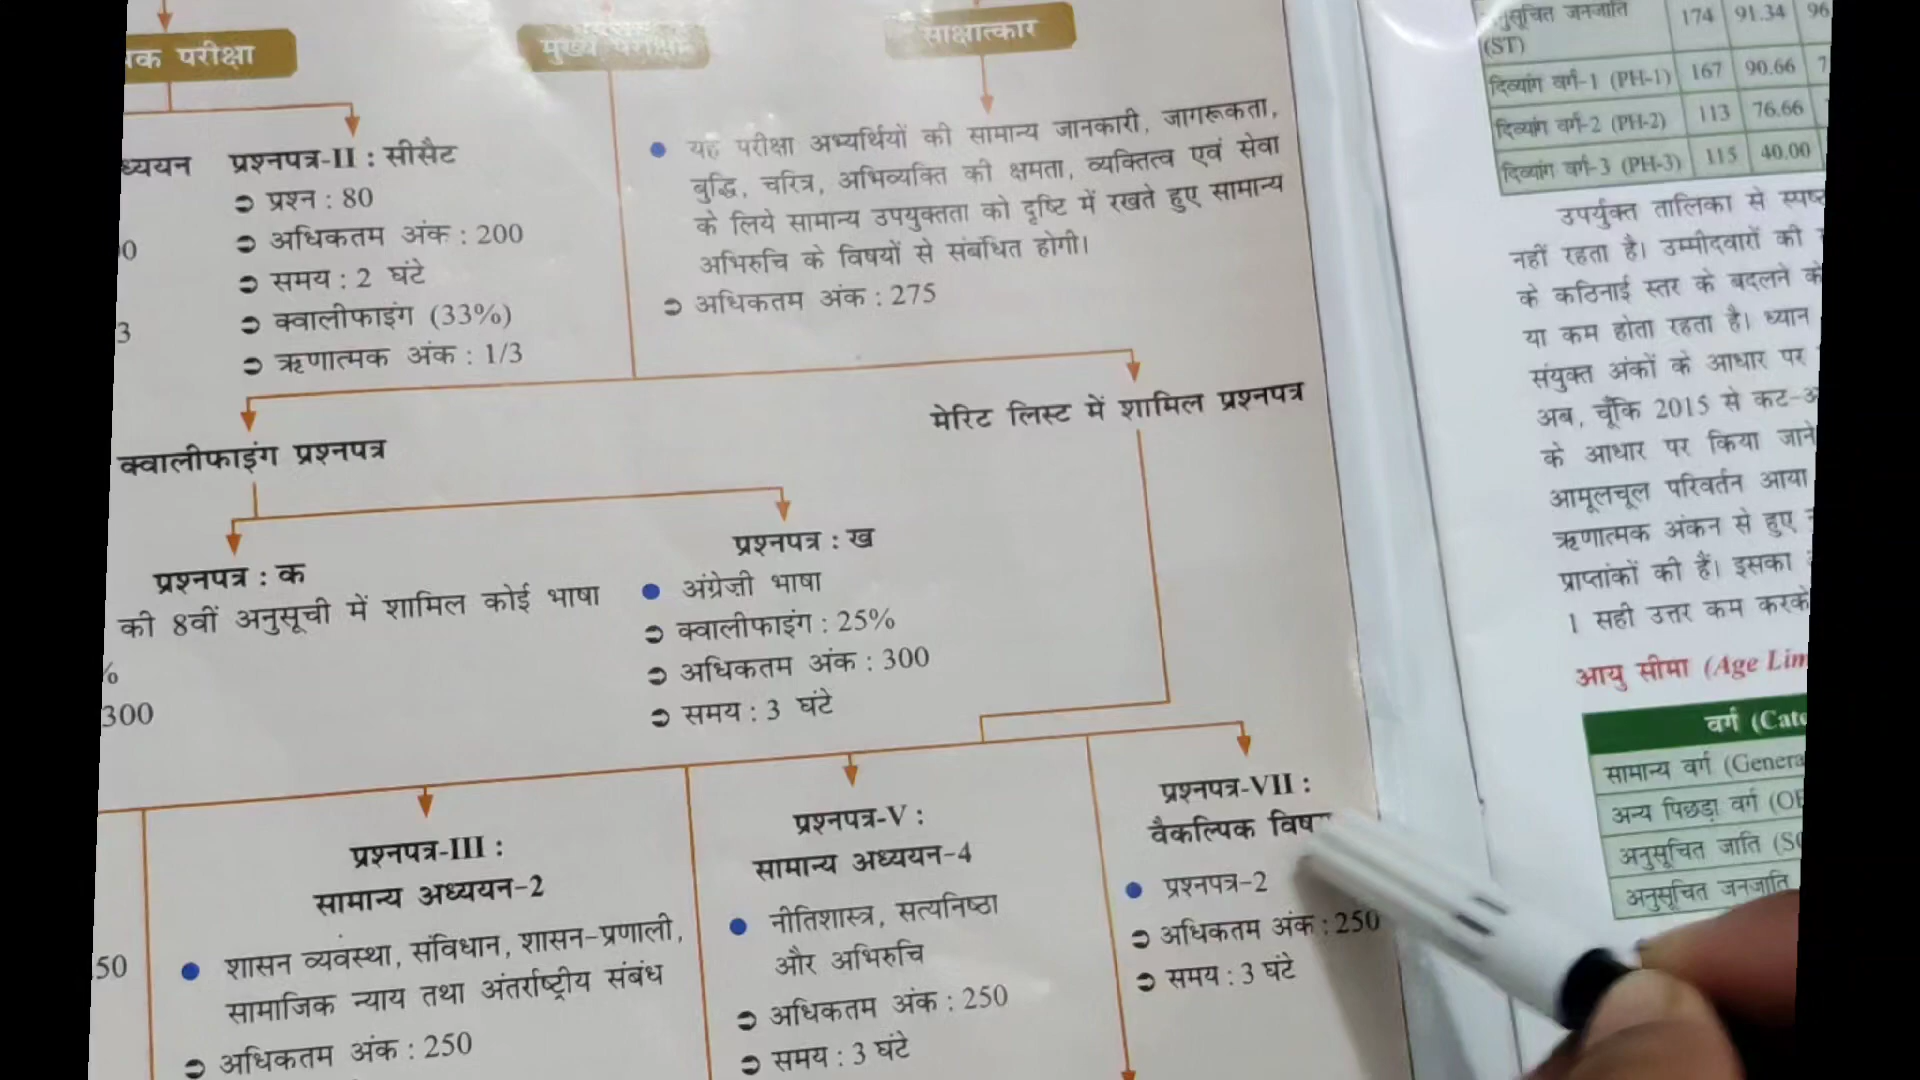 परीक्षा
मुख्य परीक्षा
साक्षात्कार
प्रश्नपत्र-II : सीसैट
➲ प्रश्न : 80
➲ अधिकतम अंक : 200
➲ समय : 2 घंटे
➲ क्वालीफाइंग (33%)
➲ ऋणात्मक अंक : 1/3
● यह परीक्षा अभ्यर्थियों की सामान्य जानकारी, जागरूकता,
बुद्धि, चरित्र, अभिव्यक्ति की क्षमता, व्यक्तित्व एवं सेवा
के लिये सामान्य उपयुक्तता को दृष्टि में रखते हुए सामान्य
अभिरुचि के विषयों से संबंधित होगी।
➲ अधिकतम अंक : 275
क्वालीफाइंग प्रश्नपत्र
मेरिट लिस्ट में शामिल प्रश्नपत्र
प्रश्नपत्र : क
की 8वीं अनुसूची में शामिल कोई भाषा
300
प्रश्नपत्र : ख
● अंग्रेज़ी भाषा
➲ क्वालीफाइंग : 25%
➲ अधिकतम अंक : 300
➲ समय : 3 घंटे
प्रश्नपत्र-III :
सामान्य अध्ययन-2
● शासन व्यवस्था, संविधान, शासन-प्रणाली,
सामाजिक न्याय तथा अंतर्राष्ट्रीय संबंध
➲ अधिकतम अंक : 250
प्रश्नपत्र-V :
सामान्य अध्ययन-4
● नीतिशास्त्र, सत्यनिष्ठा
और अभिरुचि
➲ अधिकतम अंक : 250
➲ समय : 3 घंटे
प्रश्नपत्र-VII :
वैकल्पिक
● प्रश्नपत्र-2
➲ अधिकतम अंक : 250
➲ समय : 3 घंटे
जनजाति 174 91.34
(ST)
दिव्यांग वर्ग-1 (PH-1) 167 90.66
दिव्यांग वर्ग-2 (PH-2) 113 76.66
दिव्यांग वर्ग-3 (PH-3) 115 40.00
उपर्युक्त तालिका से
नहीं रहता है। उम्मीदवारों की
के कठिनाई स्तर के बदलने
या कम होता रहता है। ध्यान
संयुक्त अंकों के आधार पर
अब, चूँकि 2015 से
के आधार पर किया जाने
आमूलचूल परिवर्तन आया
ऋणात्मक अंकन से हुए
प्राप्तांकों की हैं। इसका
1 सही उत्तर कम करके
आयु सीमा (Age
वर्ग
सामान्य वर्ग
अन्य पिछड़ा वर्ग
अनुसूचित जाति
अनुसूचित जनजाति